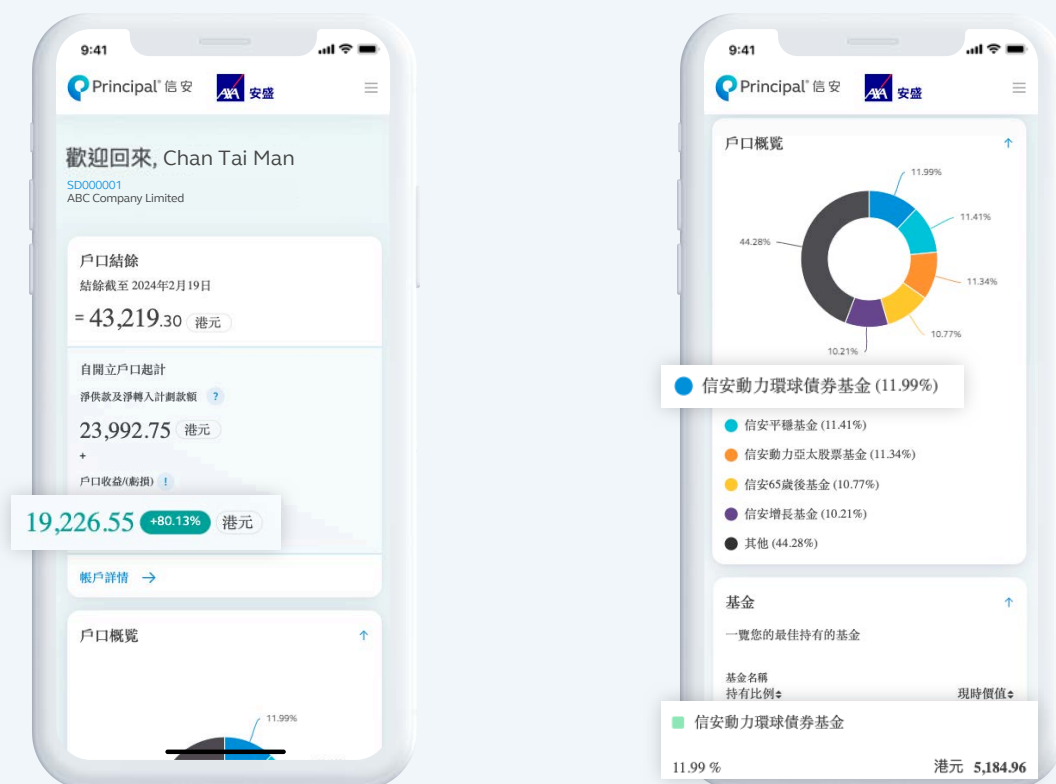 9:41
Principal® 信安 AXA 安盛
歡迎回來, Chan Tai Man
SD000001
ABC Company Limited
戶口結餘
結餘截至 2024年2月19日
= 43,219.30 港元
自開立戶口起計
淨供款及淨轉入計劃款額 ?
23,992.75 港元
+
戶口收益/(虧損) !
19,226.55 +80.13% 港元
帳戶詳情 →
戶口概覽 ↑
11.99%
9:41
Principal® 信安 AXA 安盛
戶口概覽 ↑
11.99%
11.41%
44.28%
11.34%
10.77%
10.21%
信安動力環球債券基金 (11.99%)
信安平穩基金 (11.41%)
信安動力亞太股票基金 (11.34%)
信安65歲後基金 (10.77%)
信安增長基金 (10.21%)
其他 (44.28%)
基金 ↑
一覽您的最佳持有的基金
基金名稱
持有比例 現時價值
信安動力環球債券基金
11.99 % 港元 5,184.96